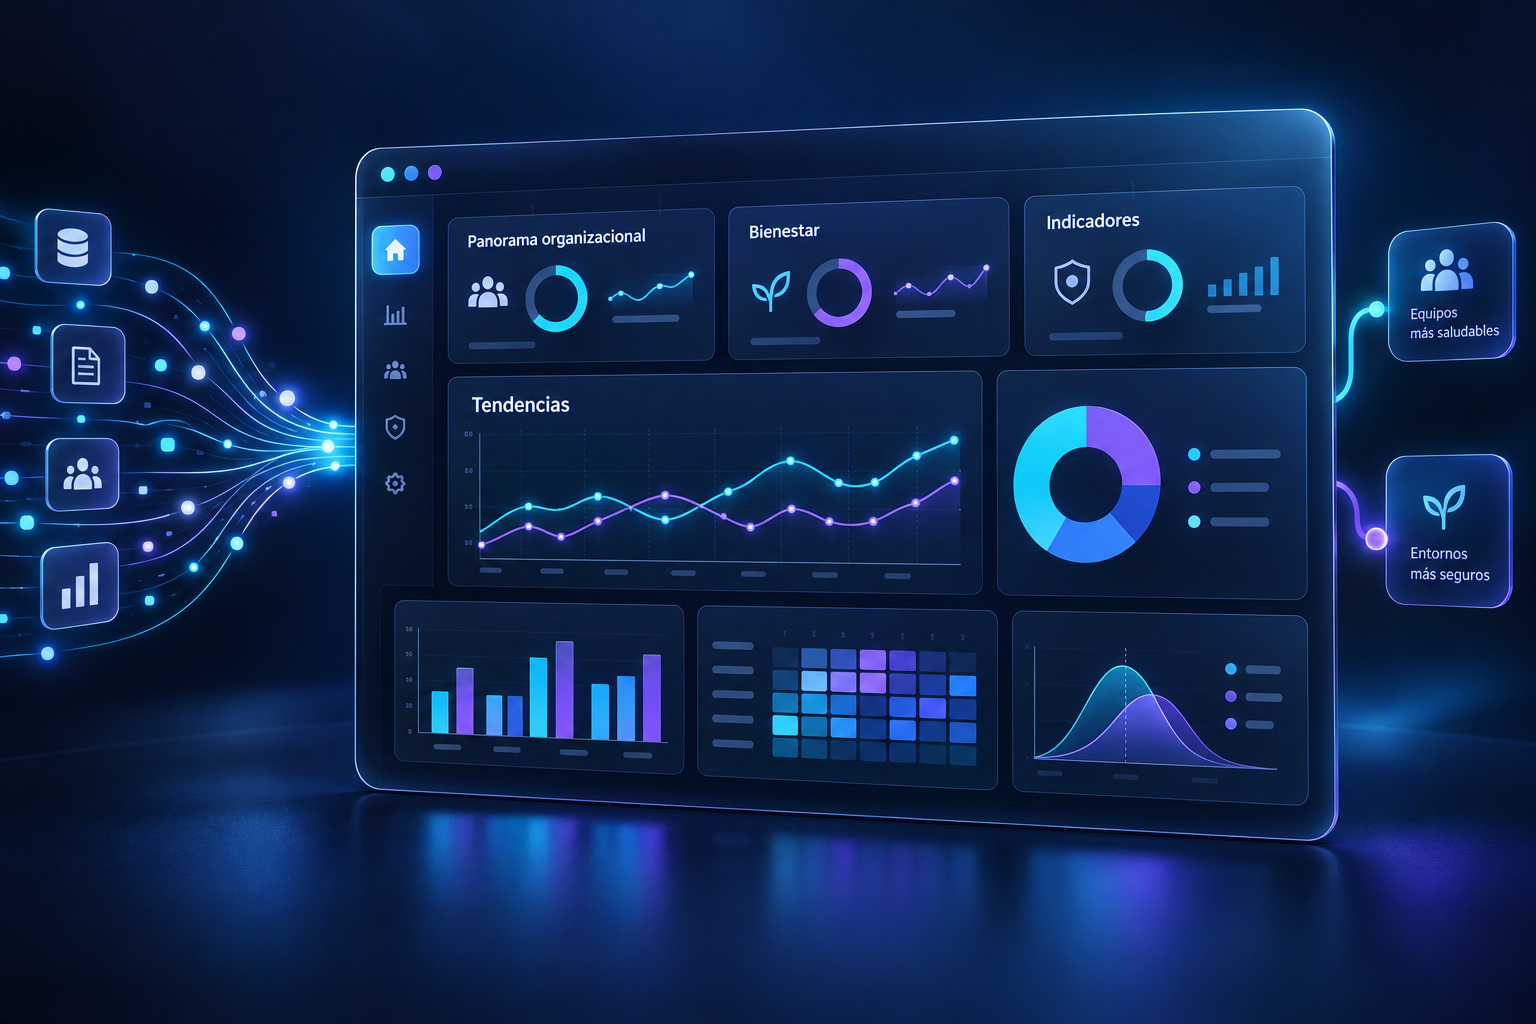 Panorama organizacional
Bienestar
Indicadores
Tendencias
Equipos
más saludables
Entornos
más seguros